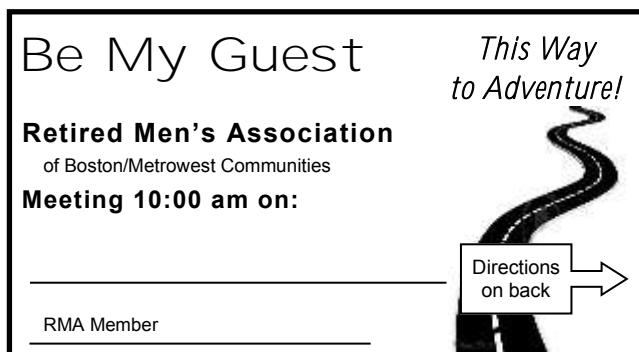 Be My Guest
This Way
to Adventure!
Retired Men's Association
of Boston/Metrowest Communities
Meeting 10:00 am on:
Directions
on back
RMA Member